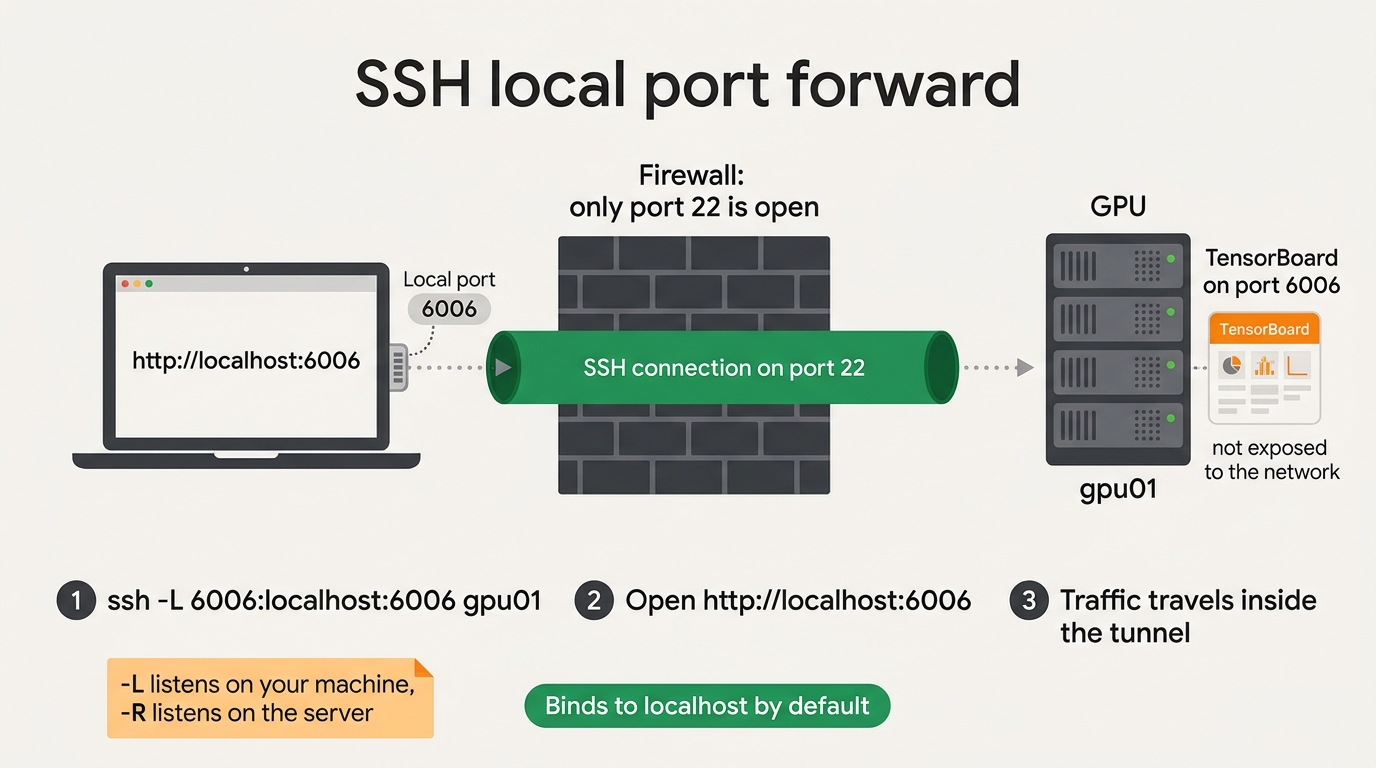 SSH local port forward
Firewall:
only port 22 is open
GPU
Local port
6006
http://localhost:6006
SSH connection on port 22
TensorBoard
on port 6006
TensorBoard
not exposed
to the network
gpu01
1 ssh -L 6006:localhost:6006 gpu01
2 Open http://localhost:6006
3 Traffic travels inside
the tunnel
-L listens on your machine,
-R listens on the server
Binds to localhost by default